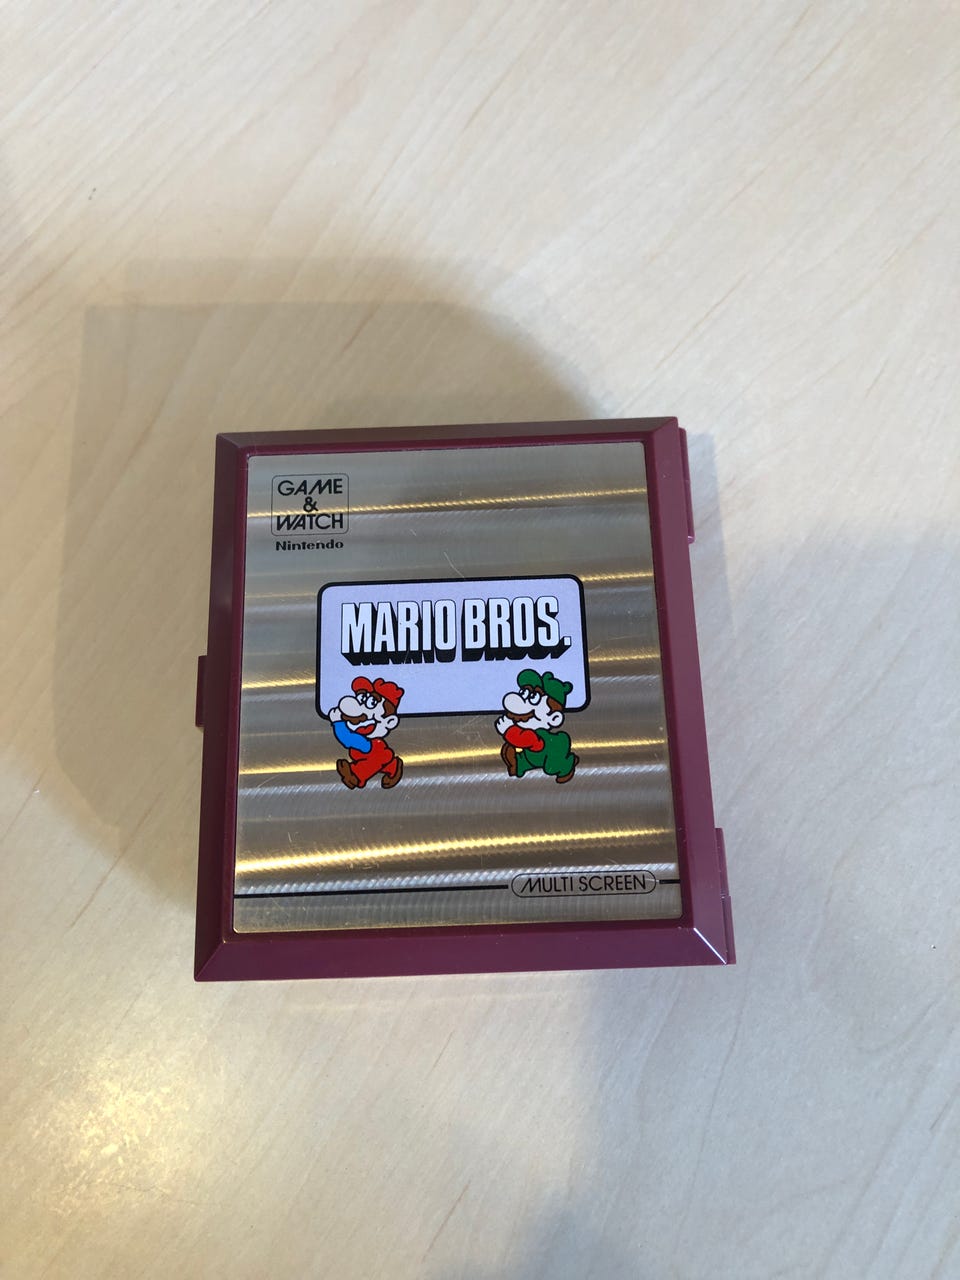 GAME
&
WATCH
Nintendo
MARIO BROS.
MULTI SCREEN